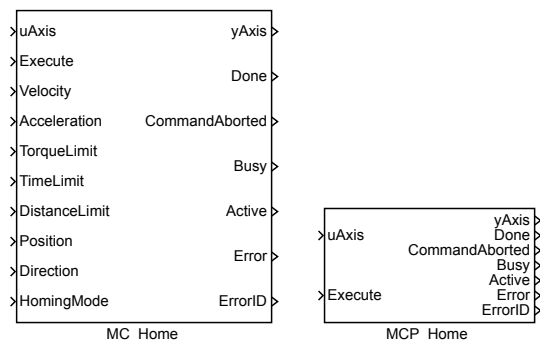 uAxis
Execute
Velocity
Acceleration
TorqueLimit
TimeLimit
DistanceLimit
Position
Direction
HomingMode
yAxis
Done
CommandAborted
Busy
Active
Error
ErrorID
MC_Home
uAxis
Execute
yAxis
Done
CommandAborted
Busy
Active
Error
ErrorID
MCP_Home